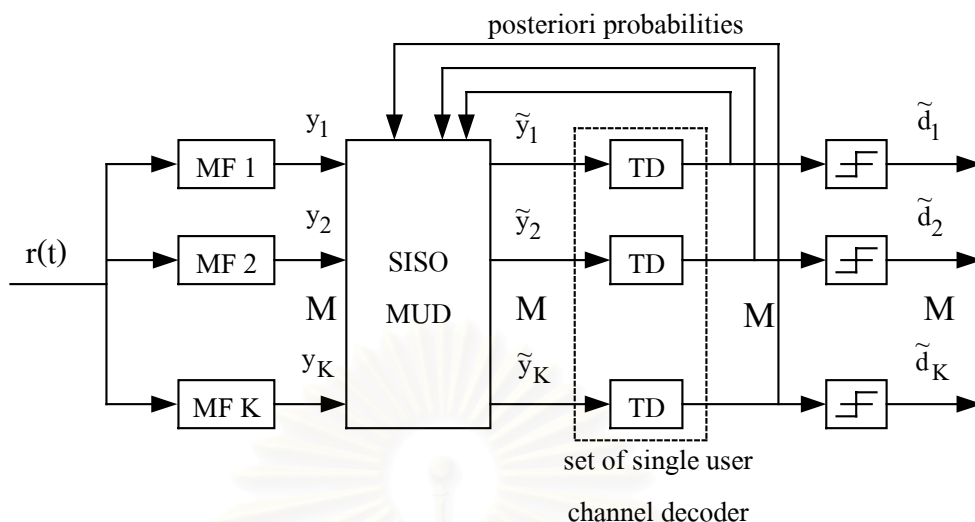 posteriori probabilities
y1 ỹ1 d̃1
MF 1 TD
y2 ỹ2 d̃2
r(t) MF 2 SISO TD
M MUD M M M
yK ỹK d̃K
MF K TD
set of single user
channel decoder